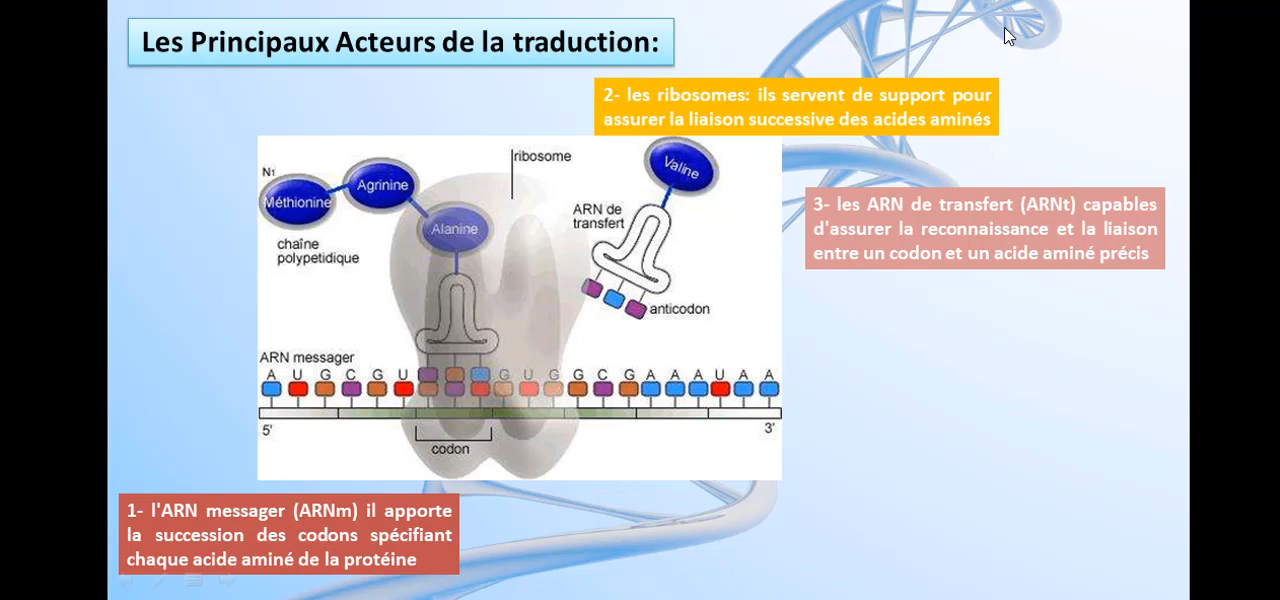 Les Principaux Acteurs de la traduction:
2- les ribosomes: ils servent de support pour
assurer la liaison successive des acides aminés
3- les ARN de transfert (ARNt) capables
d'assurer la reconnaissance et la liaison
entre un codon et un acide aminé précis
ribosome
Valine
N1
Méthionine
Agrinine
Alanine
ARN de
transfert
chaîne
polypetidique
anticodon
ARN messager
A U G C G U G U G G C G A A A U A A
5'
3'
codon
1- l'ARN messager (ARNm) il apporte
la succession des codons spécifiant
chaque acide aminé de la protéine